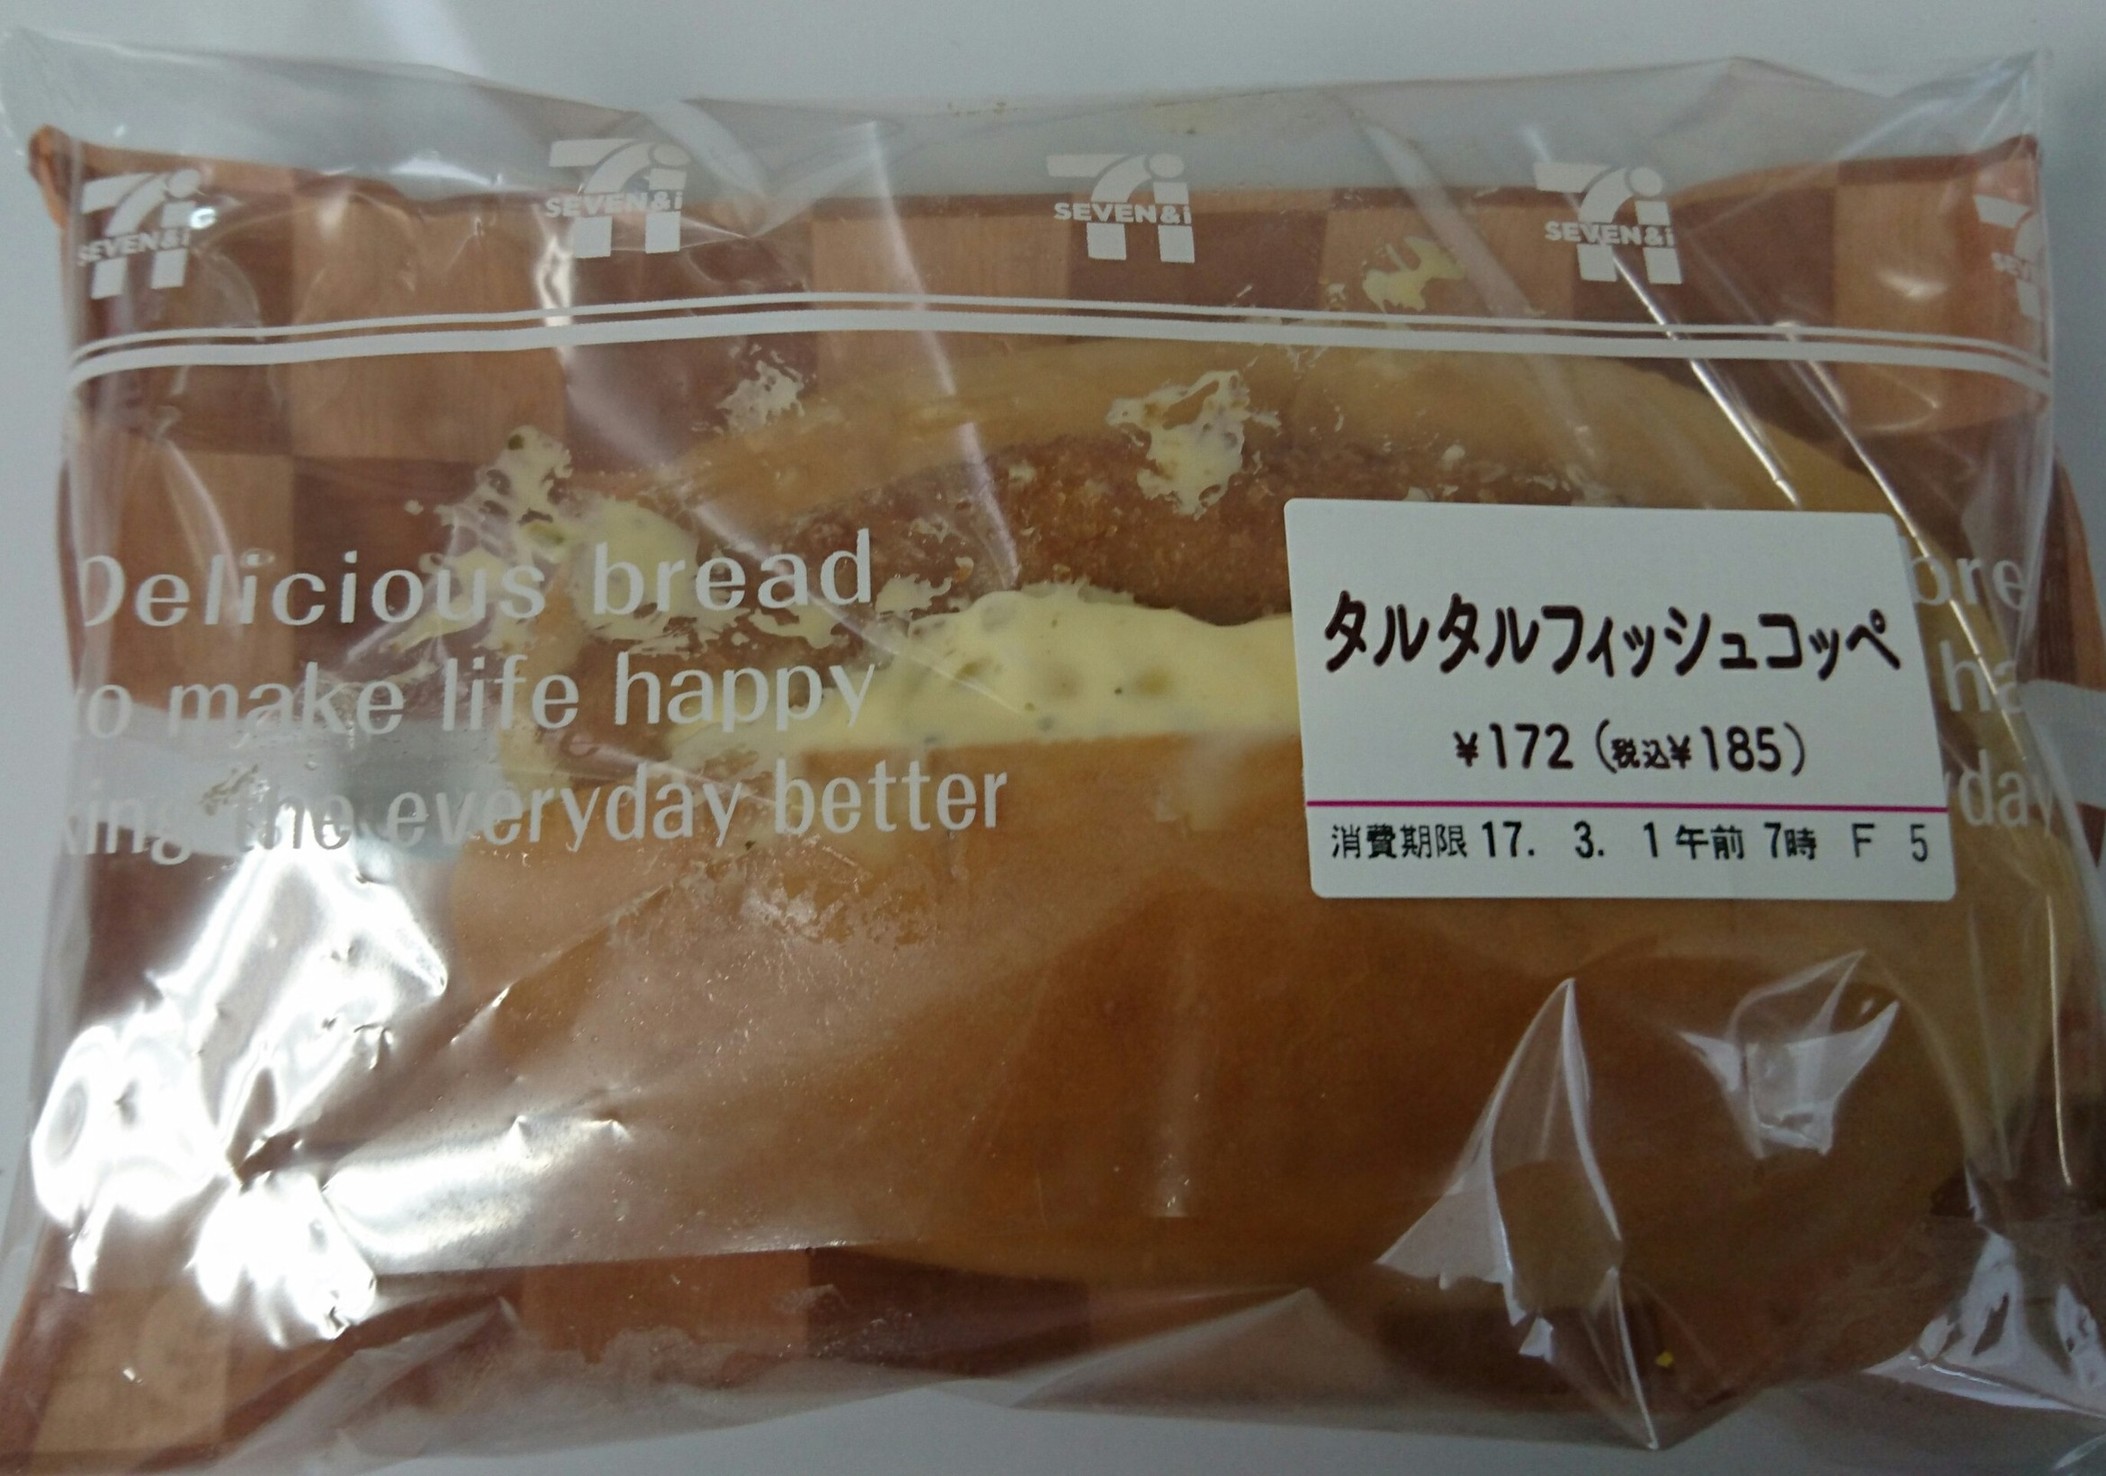 SEVEN&i
SEVEN&i
SEVEN&i
SEVEN&i
Delicious bread
to make life happy
the everyday better
タルタルフィッシュコッペ
¥172 (税込¥185)
消費期限 17. 3. 1 午前 7時 F 5